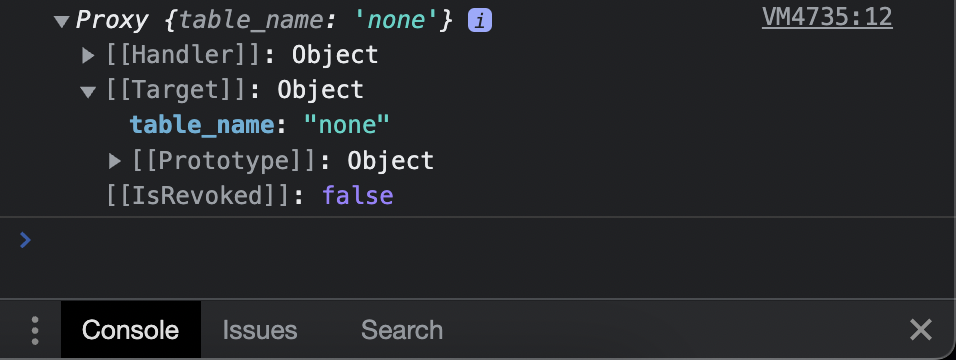 Proxy {table_name: 'none'} i VM4735:12
[[Handler]]: Object
[[Target]]: Object
table_name: "none"
[[Prototype]]: Object
[[IsRevoked]]: false
Console Issues Search